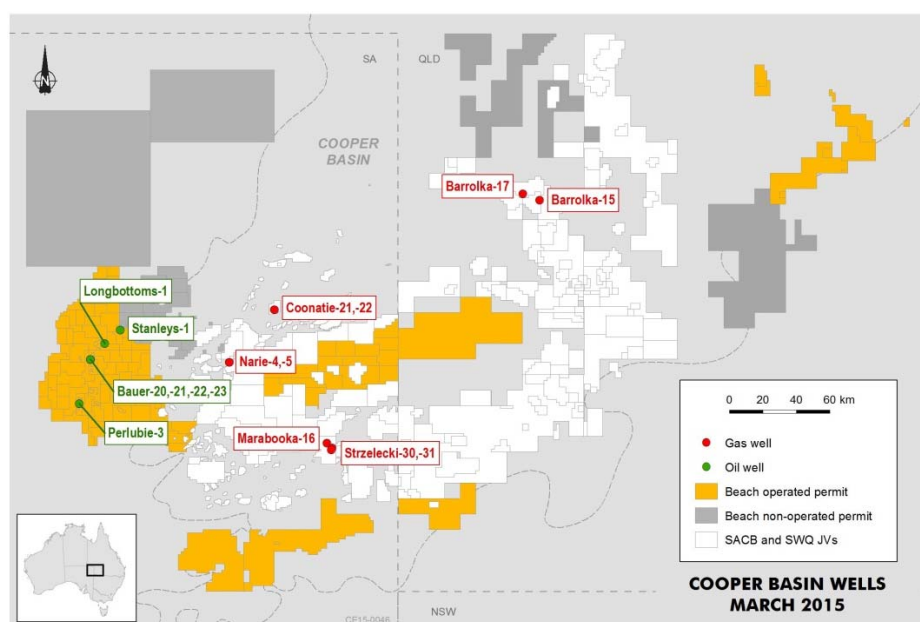 N
SA
QLD
COOPER
BASIN
Barrolka-17
Barrolka-15
Longbottoms-1
Stanleys-1
Coonatie-21,-22
Narie-4,-5
Bauer-20,-21,-22,-23
Perlubie-3
Marabooka-16
Strzelecki-30,-31
0 20 40 60 km
Gas well
Oil well
Beach operated permit
Beach non-operated permit
SACB and SWQ JVs
COOPER BASIN WELLS
MARCH 2015
NSW
CE15-0046